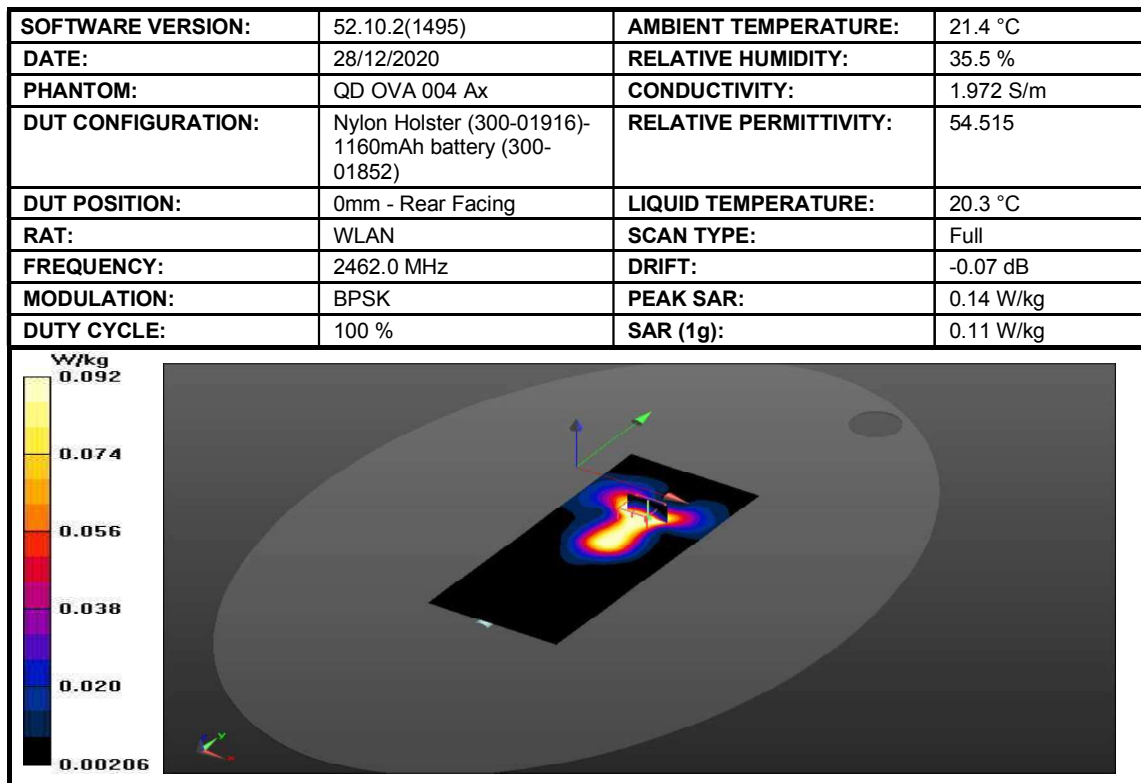 SOFTWARE VERSION: 52.10.2(1495) AMBIENT TEMPERATURE: 21.4 °C
DATE: 28/12/2020 RELATIVE HUMIDITY: 35.5 %
PHANTOM: QD OVA 004 Ax CONDUCTIVITY: 1.972 S/m
DUT CONFIGURATION: Nylon Holster (300-01916)- RELATIVE PERMITTIVITY: 54.515
1160mAh battery (300-
01852)
DUT POSITION: 0mm - Rear Facing LIQUID TEMPERATURE: 20.3 °C
RAT: WLAN SCAN TYPE: Full
FREQUENCY: 2462.0 MHz DRIFT: -0.07 dB
MODULATION: BPSK PEAK SAR: 0.14 W/kg
DUTY CYCLE: 100 % SAR (1g): 0.11 W/kg
W/kg
0.092
0.074
0.056
0.038
0.020
0.00206
z y x